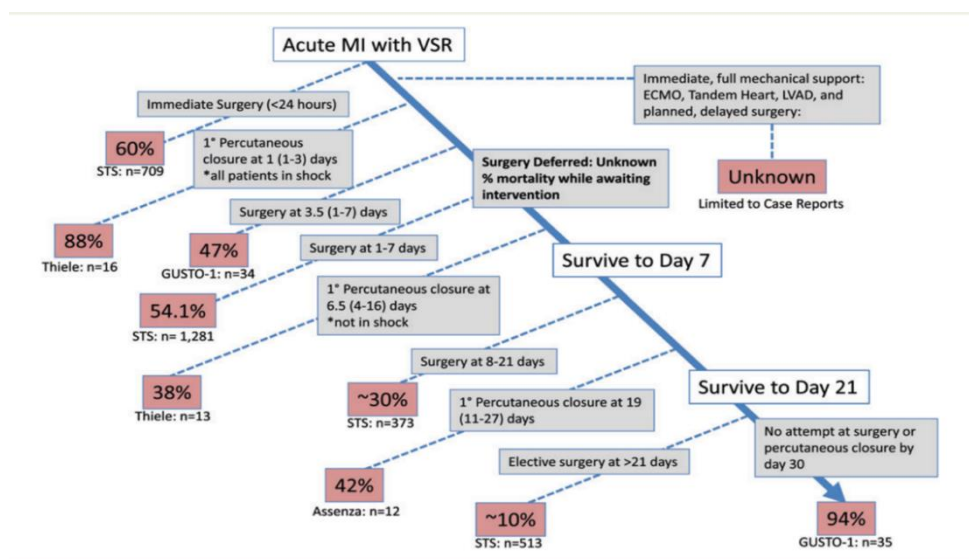 Acute MI with VSR
Immediate, full mechanical support:
ECMO, Tandem Heart, LVAD, and
planned, delayed surgery:
Immediate Surgery (<24 hours)
60%
STS: n=709
1° Percutaneous
closure at 1 (1-3) days
*all patients in shock
Surgery Deferred: Unknown
% mortality while awaiting
intervention
Unknown
Limited to Case Reports
Surgery at 3.5 (1-7) days
88%
Thiele: n=16
47%
GUSTO-1: n=34
Surgery at 1-7 days
Survive to Day 7
54.1%
STS: n= 1,281
1° Percutaneous closure at
6.5 (4-16) days
*not in shock
Surgery at 8-21 days
38%
Thiele: n=13
~30%
STS: n=373
Survive to Day 21
1° Percutaneous closure at 19
(11-27) days
No attempt at surgery or
percutaneous closure by
day 30
Elective surgery at >21 days
42%
Assenza: n=12
~10%
STS: n=513
94%
GUSTO-1: n=35